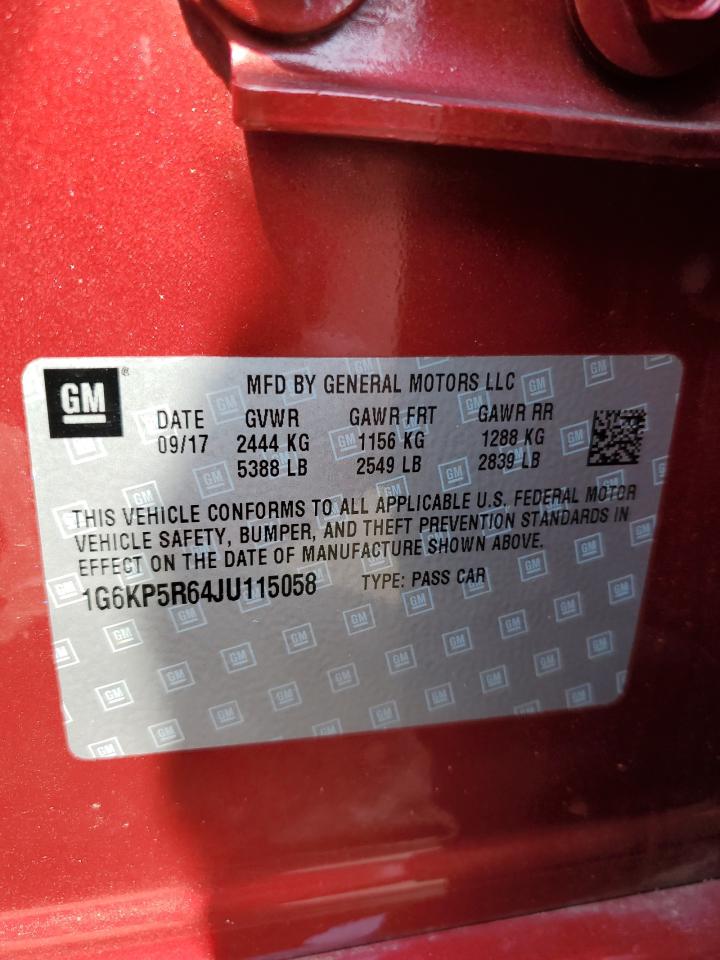 GM®
MFD BY GENERAL MOTORS LLC
DATE GVWR GAWR FRT GAWR RR
09/17 2444 KG 1156 KG 1288 KG
5388 LB 2549 LB 2839 LB
THIS VEHICLE CONFORMS TO ALL APPLICABLE U.S. FEDERAL MOTOR
VEHICLE SAFETY, BUMPER, AND THEFT PREVENTION STANDARDS IN
EFFECT ON THE DATE OF MANUFACTURE SHOWN ABOVE.
1G6KP5R64JU115058 TYPE: PASS CAR